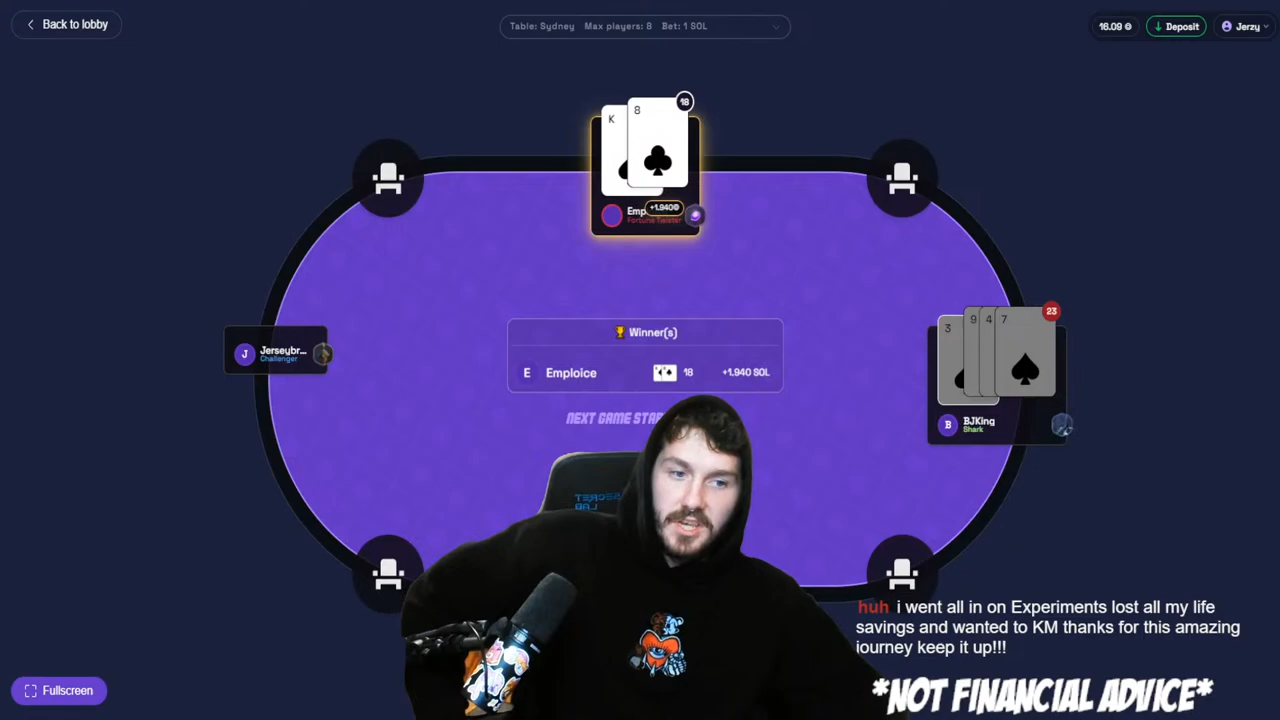 Back to lobby
Table: Sydney Max players: 8 Bet: 1 SOL
16.09
Deposit
Jerzy
K
8
18
+1.940
Emp
Fortune Twister
J
Jerseybr...
Challenger
Winner(s)
E Emploice 18 +1.940 SOL
NEXT GAME STAR
3
9
4
7
23
B
BJKing
Shark
huh i went all in on Experiments lost all my life
savings and wanted to KM thanks for this amazing
journey keep it up!!!
*NOT FINANCIAL ADVICE*
Fullscreen